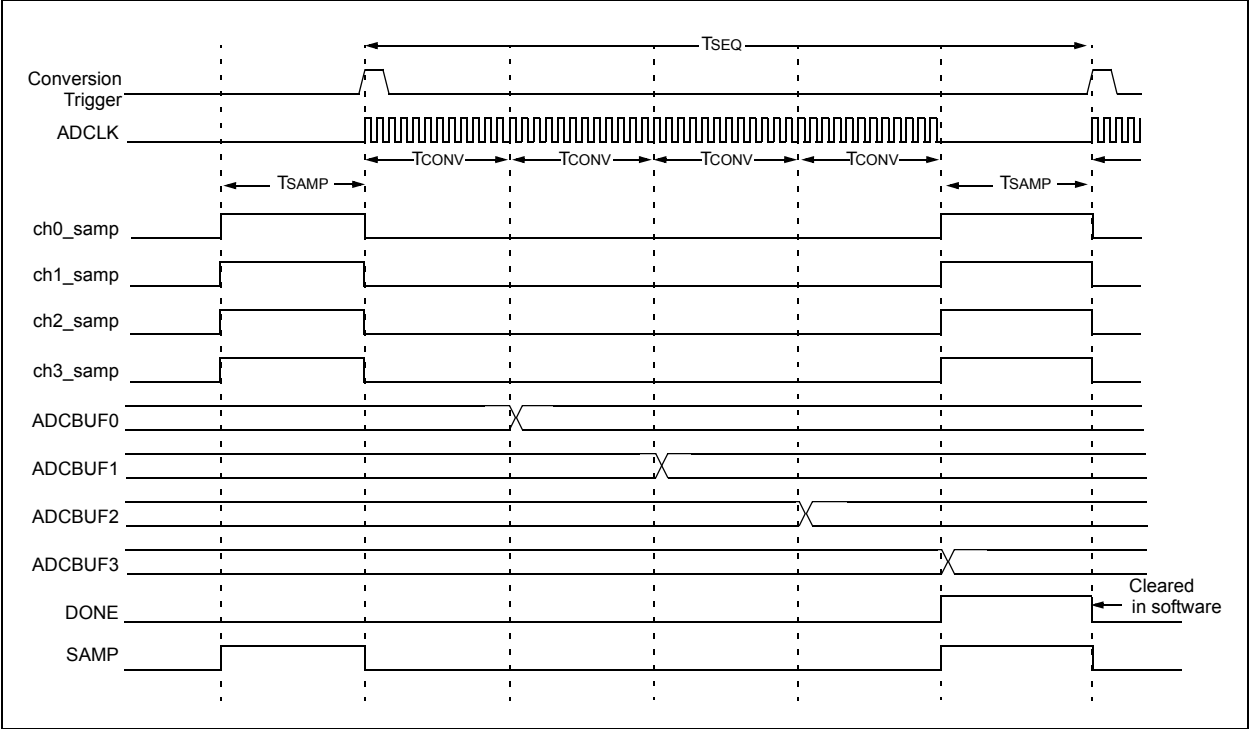 TSEQ
Conversion
Trigger
ADCLK
TCONV TCONV TCONV TCONV
TSAMP TSAMP
ch0_samp
ch1_samp
ch2_samp
ch3_samp
ADCBUF0
ADCBUF1
ADCBUF2
ADCBUF3
Cleared
in software
DONE
SAMP